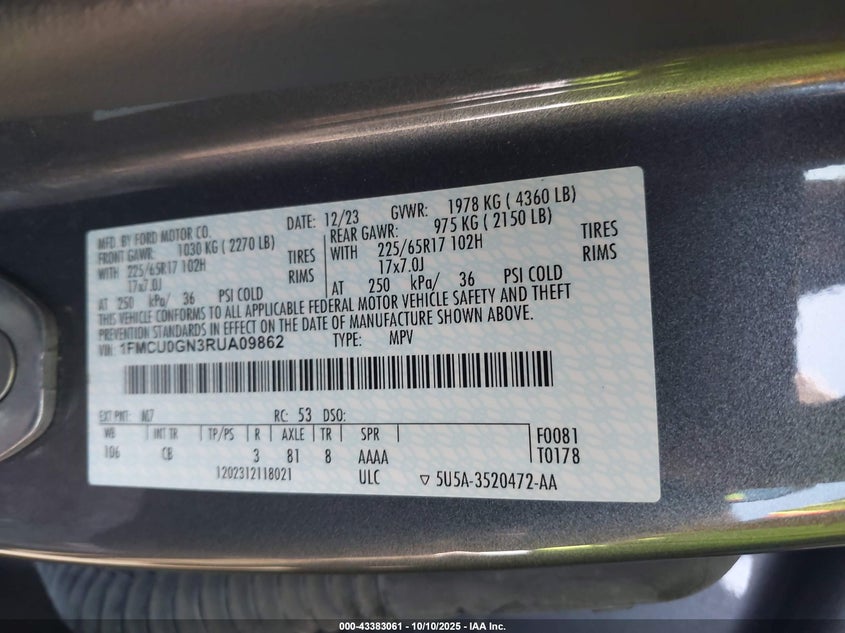 MFD. BY FORD MOTOR CO. DATE: 12/23 GVWR: 1978 KG ( 4360 LB)
FRONT GAWR: 1030 KG ( 2270 LB) REAR GAWR: 975 KG ( 2150 LB)
WITH 225/65R17 102H TIRES WITH 225/65R17 102H TIRES
17x7.0J RIMS 17x7.0J RIMS
AT 250 kPa/ 36 PSI COLD AT 250 kPa/ 36 PSI COLD
THIS VEHICLE CONFORMS TO ALL APPLICABLE FEDERAL MOTOR VEHICLE SAFETY AND THEFT
PREVENTION STANDARDS IN EFFECT ON THE DATE OF MANUFACTURE SHOWN ABOVE.
VIN: 1FMCU0GN3RUA09862 TYPE: MPV
EXT PNT: M7 RC: 53 DSO:
WB INT TR TP/PS R AXLE TR SPR F0081
106 CB 3 81 8 AAAA T0178
1202312118021 ULC ▽ 5U5A-3520472-AA
000-43383061 - 10/10/2025 - IAA Inc.